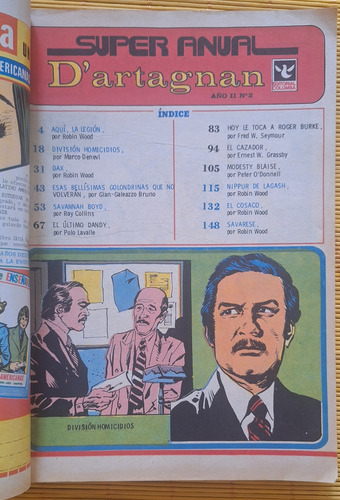 SUPER ANUAL
D'artagnan
AÑO II Nº 2
ÍNDICE
4 AQUÍ, LA LEGIÓN,
por Robin Wood
18 DIVISIÓN HOMICIDIOS,
por Marco Denevi
31 DAX,
por Robin Wood
43 ESAS BELLÍSIMAS GOLONDRINAS QUE NO
VOLVERÁN, por Gian-Galeazzo Bruno
53 SAVANNAH BOYD,
por Ray Collins
67 EL ÚLTIMO DANDY,
por Polo Lavalle
83 HOY LE TOCA A ROGER BURKE,
por Fred W. Seymour
94 EL CAZADOR,
por Ernest W. Grassby
105 MODESTY BLAISE,
por Peter O'Donnell
115 NIPPUR DE LAGASH,
por Robin Wood
132 EL COSACO,
por Robin Wood
148 SAVARESE,
por Robin Wood
DIVISIÓN HOMICIDIOS